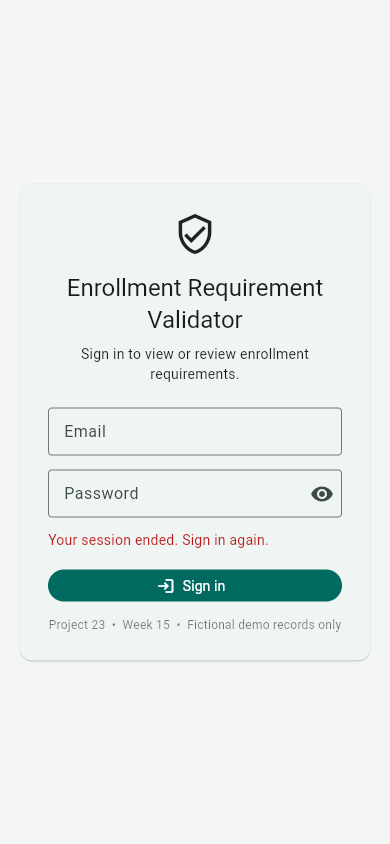 Enrollment Requirement
Validator
Sign in to view or review enrollment
requirements.
Email
Password
Your session ended. Sign in again.
Sign in
Project 23 • Week 15 • Fictional demo records only